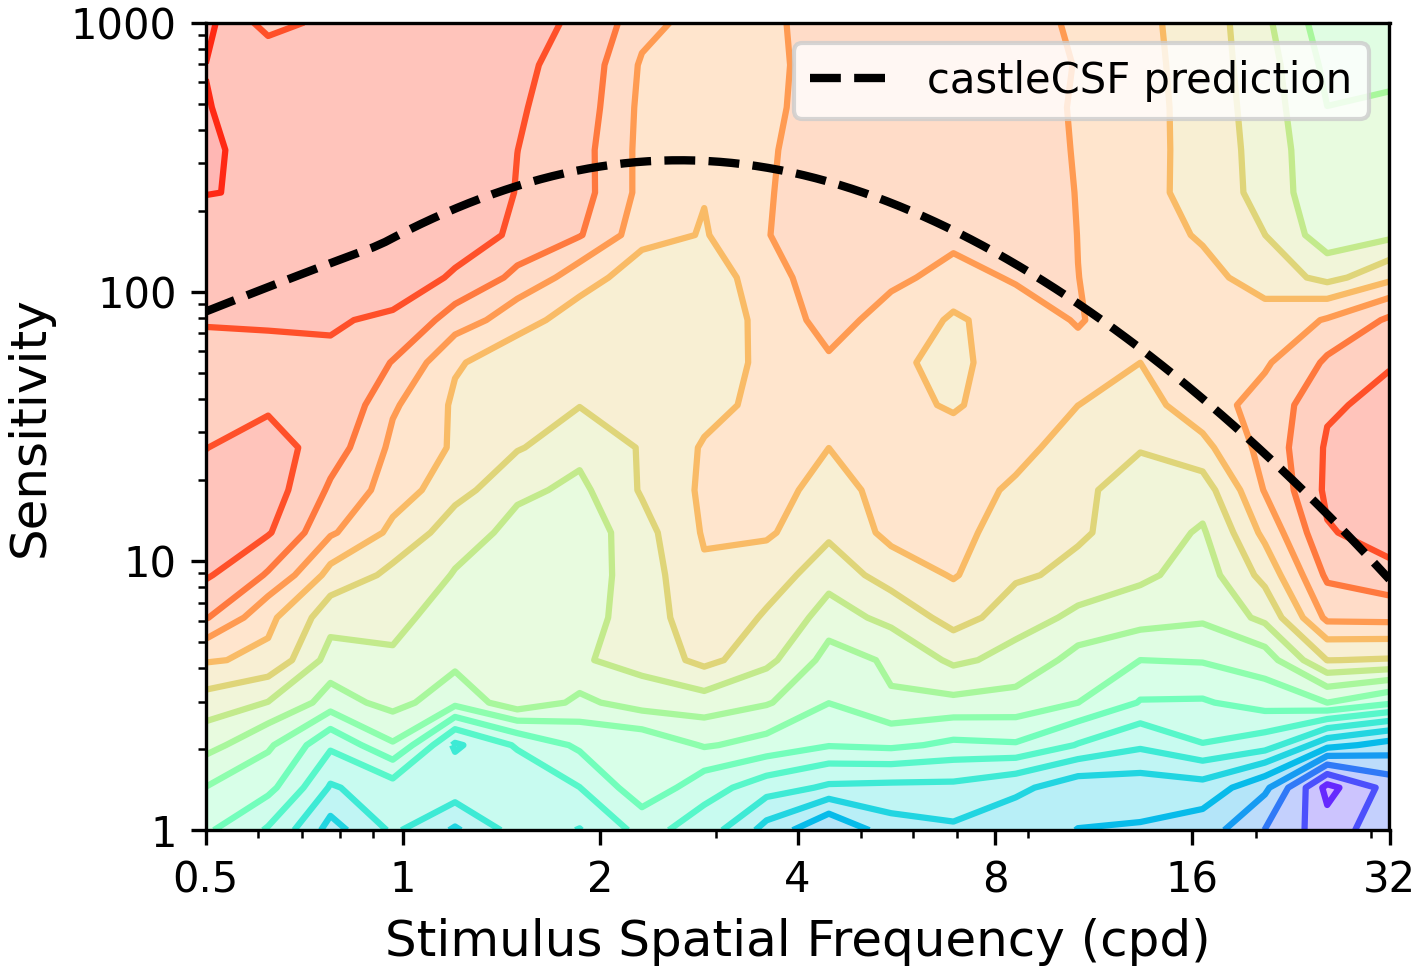 1000
100
10
1
Sensitivity
castleCSF prediction
0.5 1 2 4 8 16 32
Stimulus Spatial Frequency (cpd)